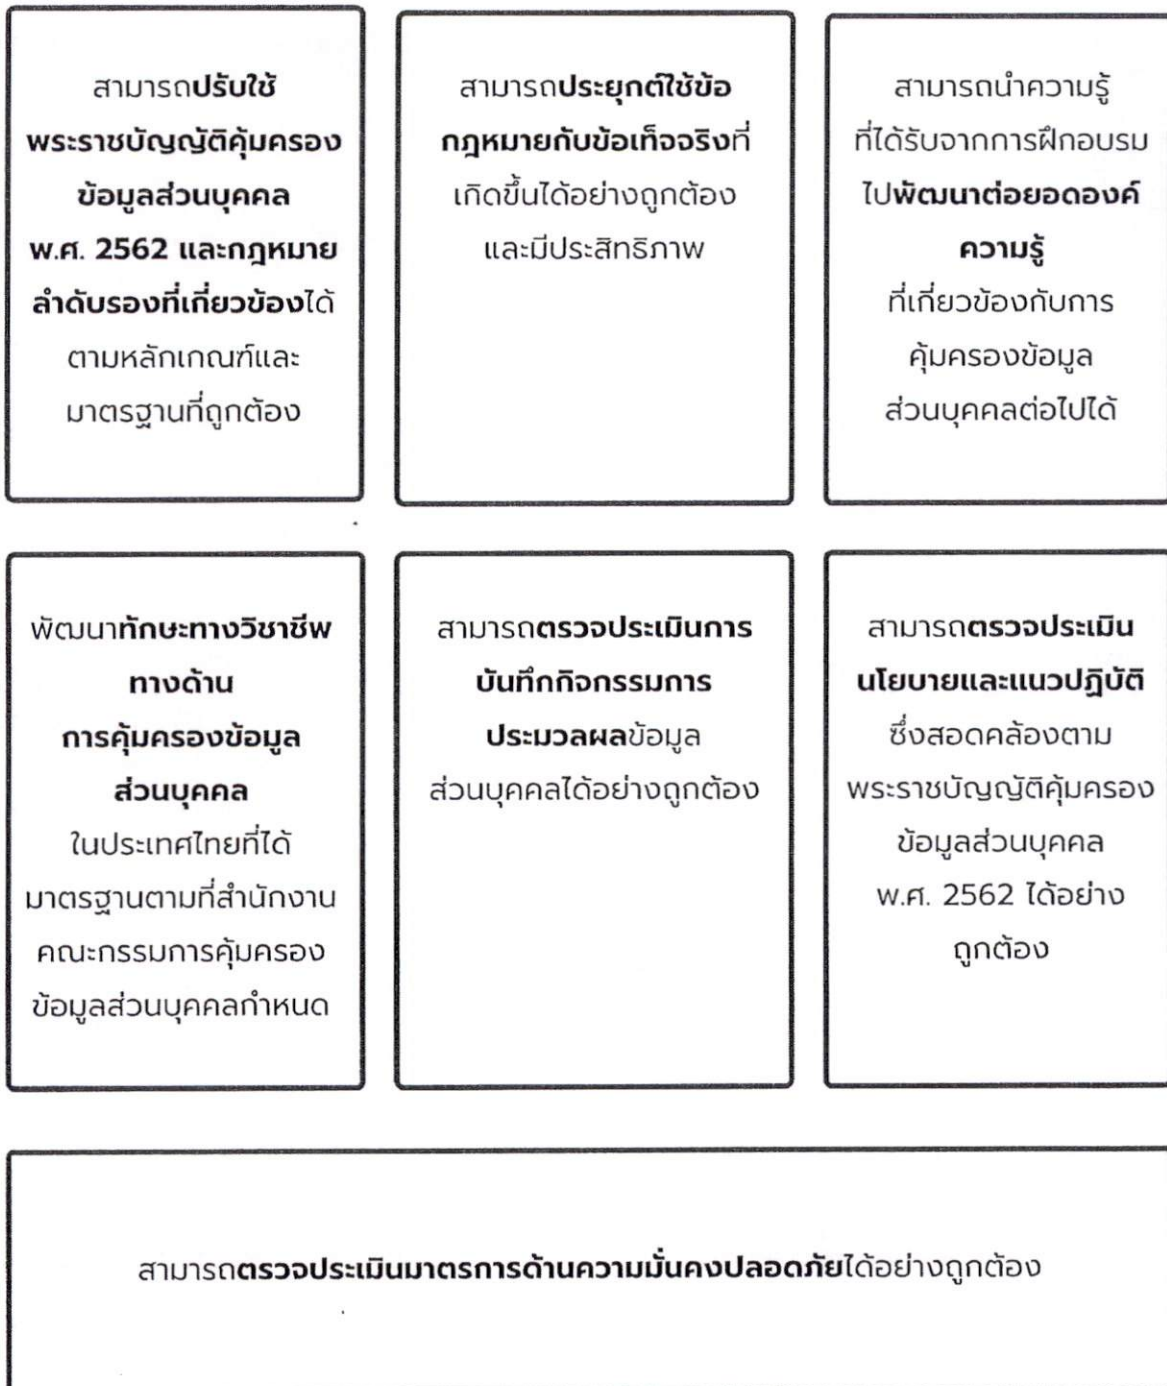 สามารถปรับใช้
พระราชบัญญัติคุ้มครอง
ข้อมูลส่วนบุคคล
พ.ศ. 2562 และกฎหมาย
ลำดับรองที่เกี่ยวข้องได้
ตามหลักเกณฑ์และ
มาตรฐานที่ถูกต้อง
สามารถประยุกต์ใช้ข้อ
กฎหมายกับข้อเท็จจริงที่
เกิดขึ้นได้อย่างถูกต้อง
และมีประสิทธิภาพ
สามารถนำความรู้
ที่ได้รับจากการฝึกอบรม
ไปพัฒนาต่อยอดองค์
ความรู้
ที่เกี่ยวข้องกับการ
คุ้มครองข้อมูล
ส่วนบุคคลต่อไปได้
พัฒนาทักษะทางวิชาชีพ
ทางด้าน
การคุ้มครองข้อมูล
ส่วนบุคคล
ในประเทศไทยที่ได้
มาตรฐานตามที่สำนักงาน
คณะกรรมการคุ้มครอง
ข้อมูลส่วนบุคคลกำหนด
สามารถตรวจประเมินการ
บันทึกกิจกรรมการ
ประมวลผลข้อมูล
ส่วนบุคคลได้อย่างถูกต้อง
สามารถตรวจประเมิน
นโยบายและแนวปฏิบัติ
ซึ่งสอดคล้องตาม
พระราชบัญญัติคุ้มครอง
ข้อมูลส่วนบุคคล
พ.ศ. 2562 ได้อย่าง
ถูกต้อง
สามารถตรวจประเมินมาตรการด้านความมั่นคงปลอดภัยได้อย่างถูกต้อง